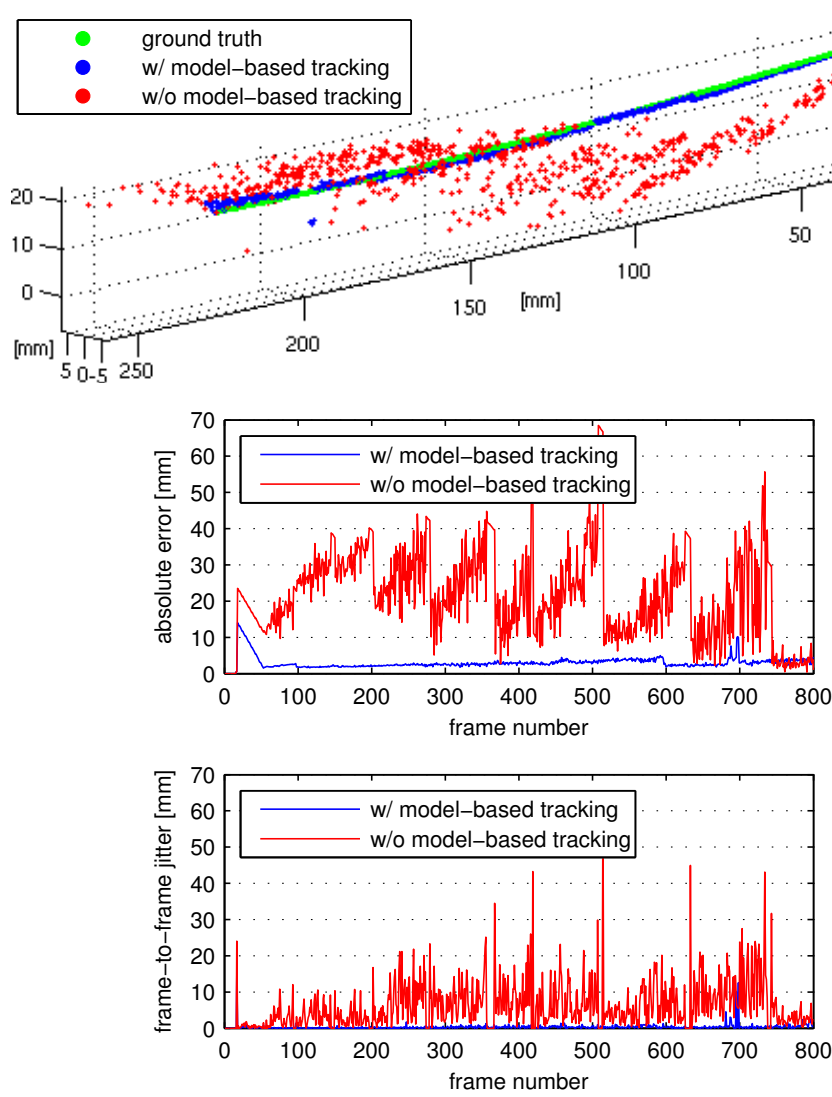 ground truth
w/ model−based tracking
w/o model−based tracking
20
10
0
[mm]
5 0-5 250
200
150
[mm]
100
50
70
60
50
40
30
20
10
0
absolute error [mm]
w/ model−based tracking
w/o model−based tracking
0 100 200 300 400 500 600 700 800
frame number
70
60
50
40
30
20
10
0
frame−to−frame jitter [mm]
w/ model−based tracking
w/o model−based tracking
0 100 200 300 400 500 600 700 800
frame number